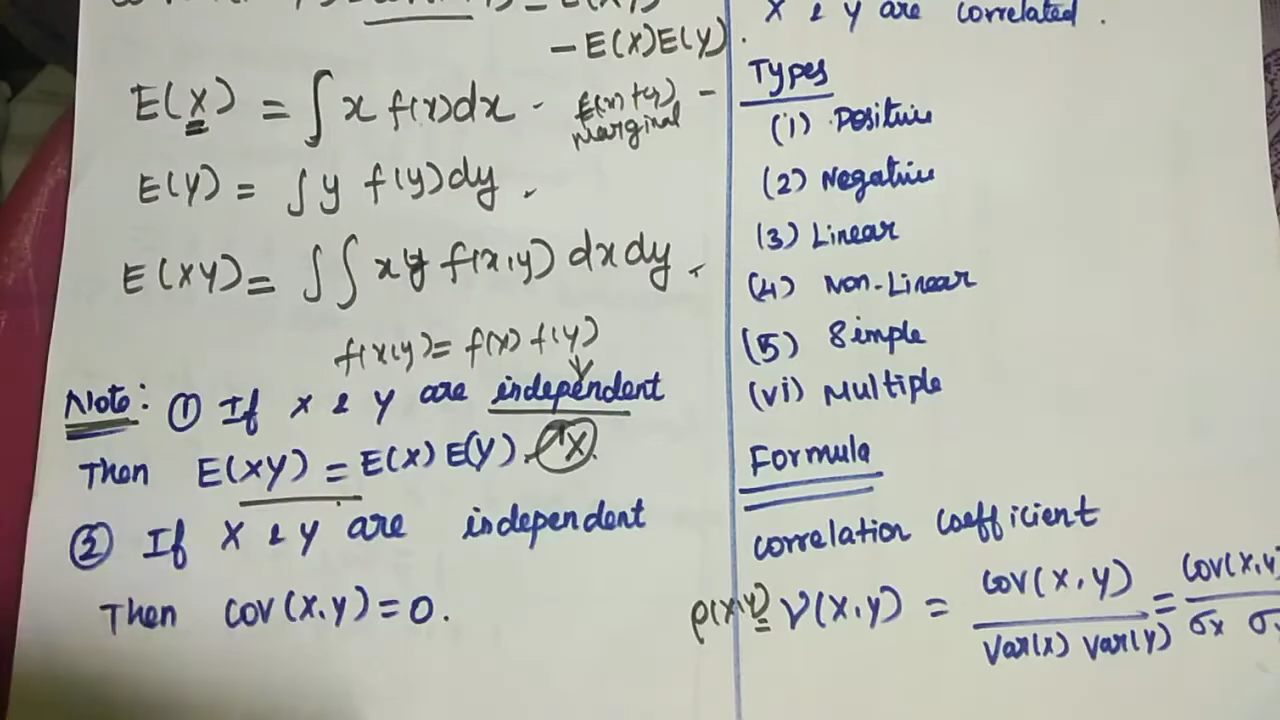 − E(X)E(Y).
E(X) = ∫ x f(x)dx . −
marginal
E(Y) = ∫ y f(y)dy .
E(XY) = ∫∫ xy f(x,y) dx dy .
f(x,y) = f(x) f(y)
Note: ① If X & Y are independent
Then E(XY) = E(X) E(Y).
② If X & Y are independent
Then Cov(X,Y) = 0.
X & Y are correlated.
Types
(1) Positive
(2) Negative
(3) Linear
(4) Non-Linear
(5) Simple
(vi) Multiple
Formula
Correlation coefficient
ρ(X,Y) = γ(X,Y) = Cov(X,Y) / Var(X) Var(Y) = Cov(X,Y / σx σ